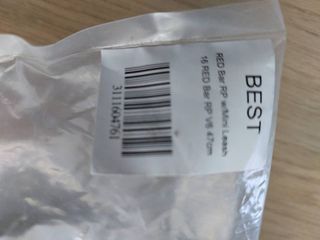 BEST
RED Bar RP w/Mini Leash
16 RED Bar RP V6 47cm
3111604761